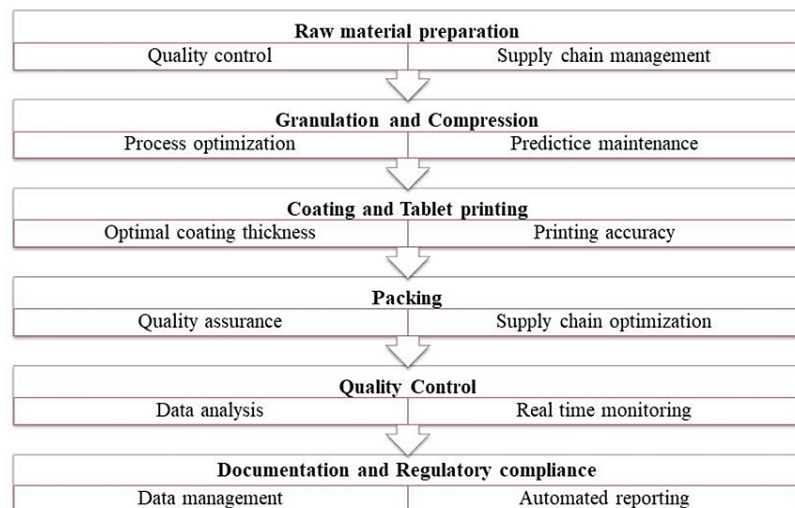 Raw material preparation
Quality control Supply chain management
Granulation and Compression
Process optimization Predictice maintenance
Coating and Tablet printing
Optimal coating thickness Printing accuracy
Packing
Quality assurance Supply chain optimization
Quality Control
Data analysis Real time monitoring
Documentation and Regulatory compliance
Data management Automated reporting